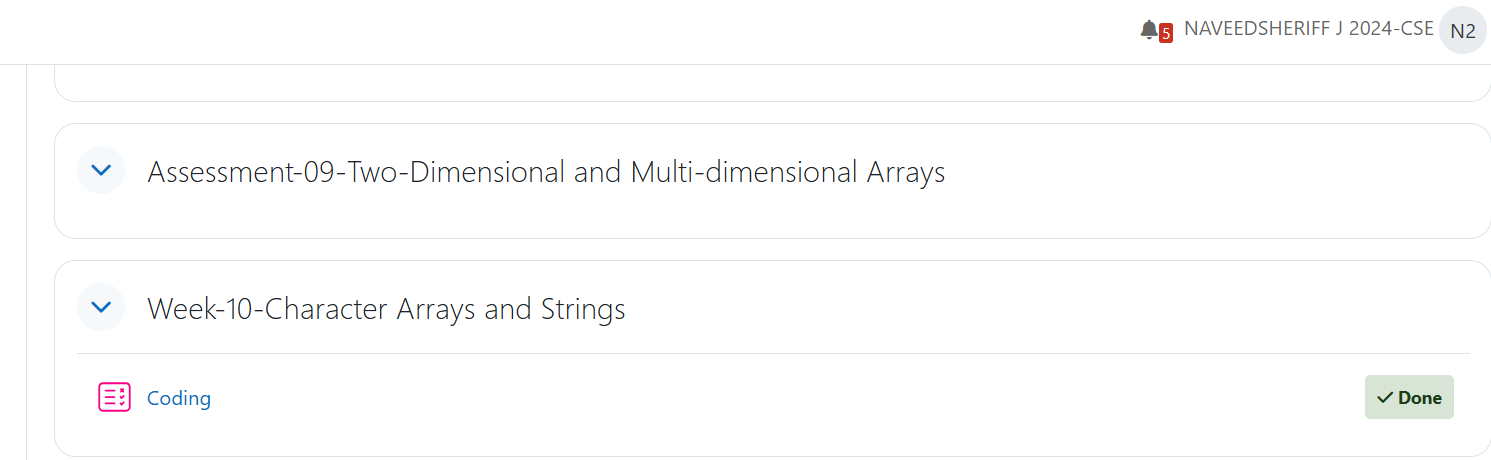 5 NAVEEDSHERIFF J 2024-CSE N2
Assessment-09-Two-Dimensional and Multi-dimensional Arrays
Week-10-Character Arrays and Strings
Coding Done